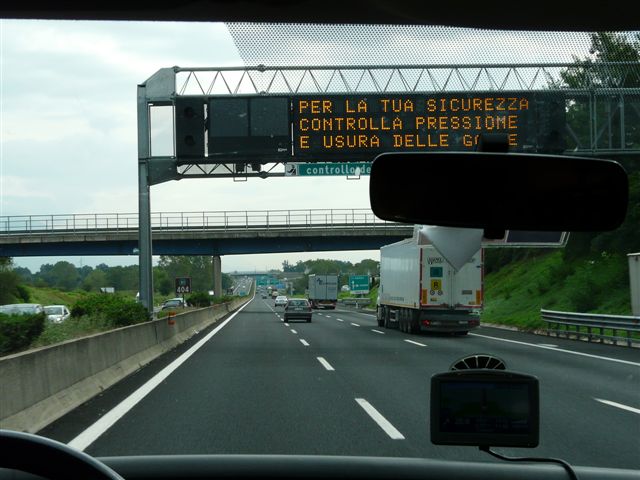 PER LA TUA SICUREZZA
CONTROLLA PRESSIONE
E USURA DELLE
controllo
404